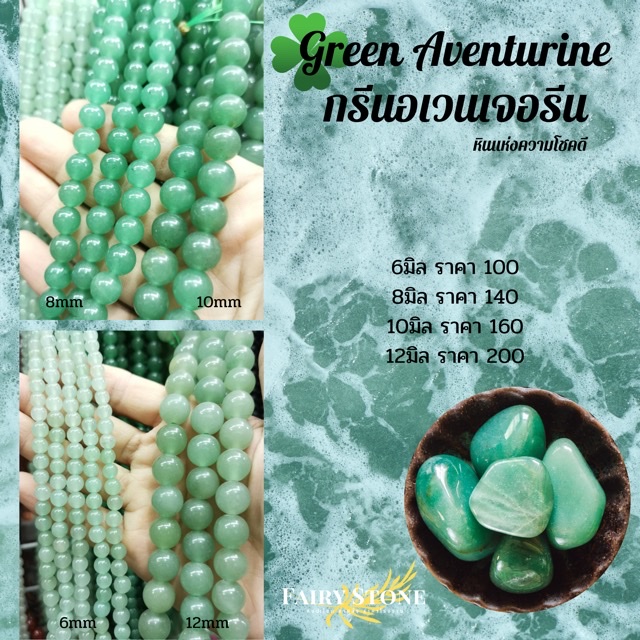 Green Aventurine
กรีนอเวนเจอรีน
หินแห่งความโชคดี
8mm
10mm
6มิล ราคา 100
8มิล ราคา 140
10มิล ราคา 160
12มิล ราคา 200
6mm
12mm
FAIRY STONE